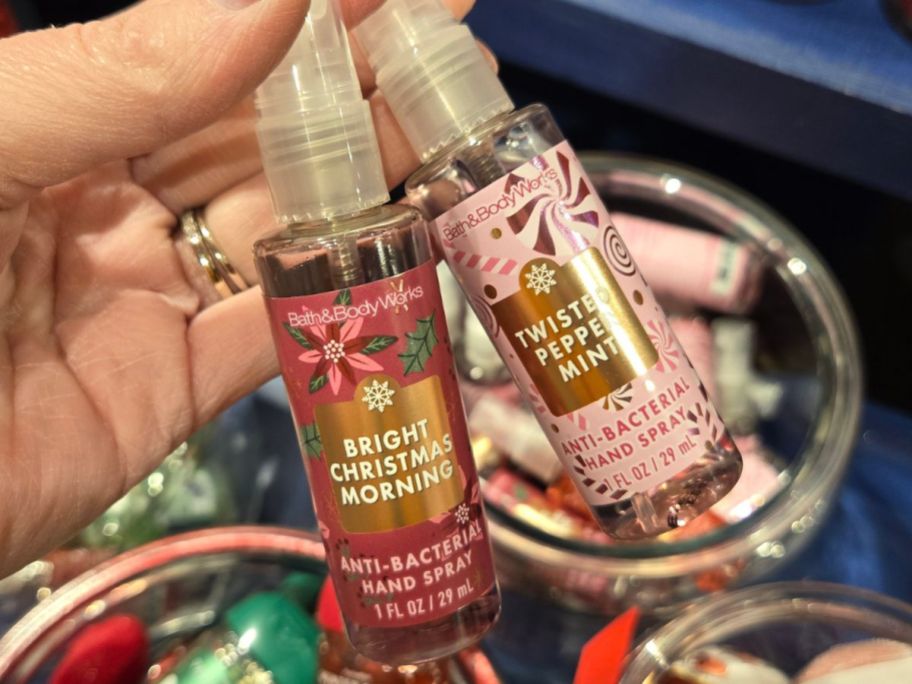 Bath&BodyWorks
BRIGHT
CHRISTMAS
MORNING
ANTI-BACTERIAL
HAND SPRAY
1 FL OZ / 29 mL
Bath&BodyWorks
TWISTED
PEPPER
MINT
ANTI-BACTERIAL
HAND SPRAY
1 FL OZ / 29 mL